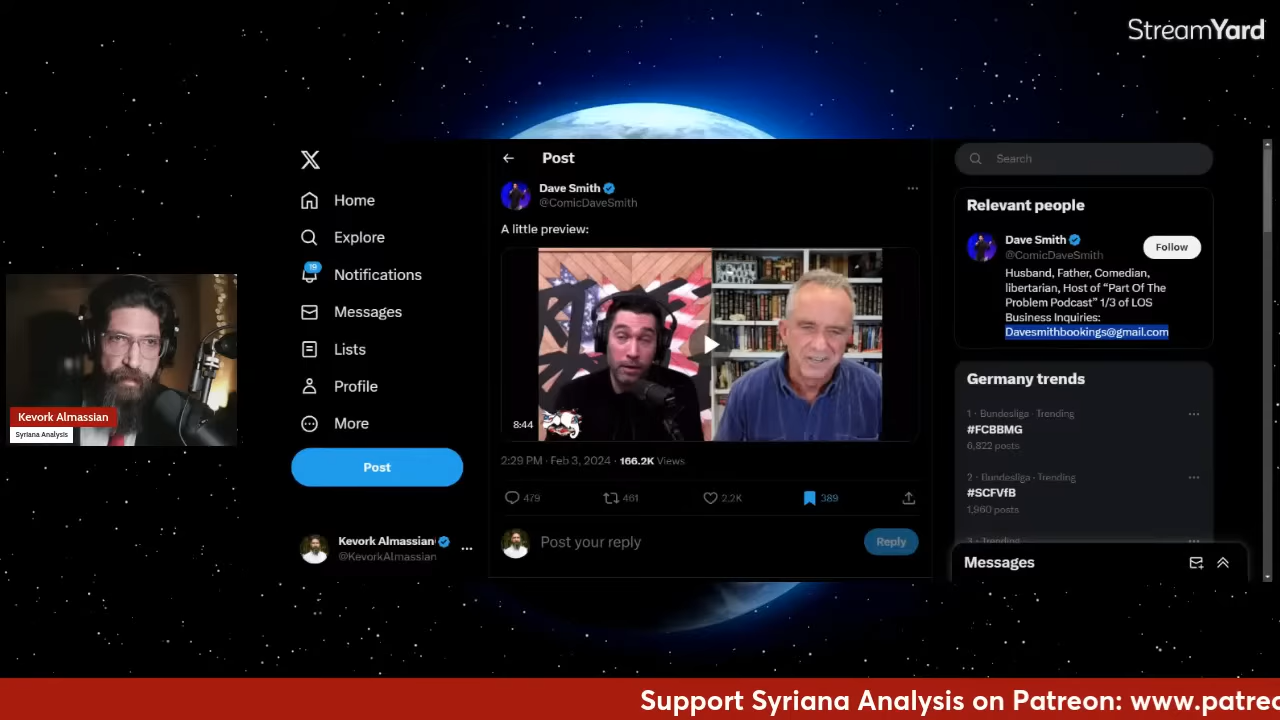 StreamYard
Post
Dave Smith
@ComicDaveSmith
A little preview:
8:44
2:29 PM · Feb 3, 2024 · 166.2K Views
479
461
2.2K
389
Post your reply
Reply
Home
Explore
19
Notifications
Messages
Lists
Profile
More
Post
Kevork Almassian
@KevorkAlmassian
Search
Relevant people
Dave Smith
@ComicDaveSmith
Follow
Husband, Father, Comedian,
libertarian, Host of “Part Of The
Problem Podcast” 1/3 of LOS
Business Inquiries:
Davesmithbookings@gmail.com
Germany trends
1 · Bundesliga · Trending
#FCBBMG
6,822 posts
2 · Bundesliga · Trending
#SCFVfB
1,960 posts
3 · Trending
Messages
Kevork Almassian
Syriana Analysis
Support Syriana Analysis on Patreon: www.patreo